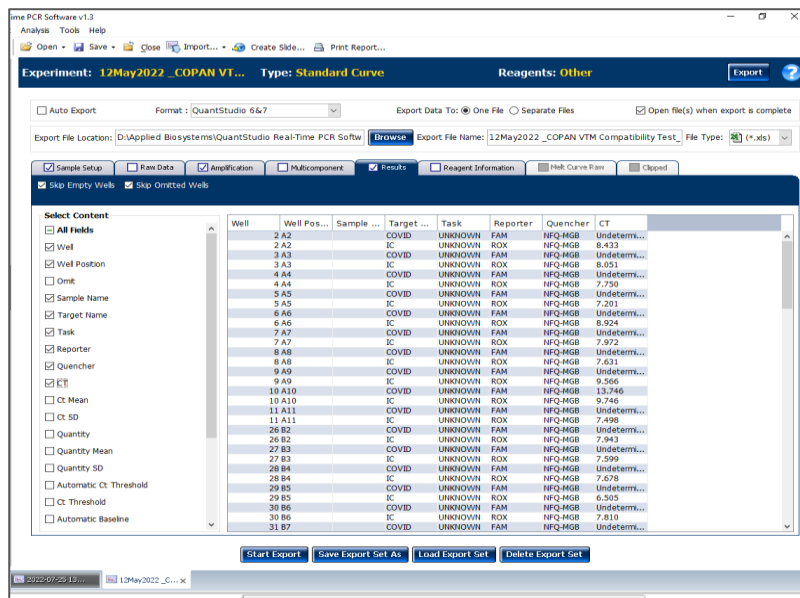 ime PCR Software v1.3
Analysis Tools Help
Open Save Close Import... Create Slide... Print Report...
Experiment: 12May2022 _COPAN VT... Type: Standard Curve Reagents: Other Export ?
Auto Export Format : QuantStudio 6&7 Export Data To: One File Separate Files Open file(s) when export is complete
Export File Location: D:\Applied Biosystems\QuantStudio Real-Time PCR Softw Browse Export File Name: 12May2022 _COPAN VTM Compatibility Test_ File Type: (*.xls)
Sample Setup Raw Data Amplification Multicomponent Results Reagent Information Melt Curve Raw Clipped
Skip Empty Wells Skip Omitted Wells
Select Content
All Fields
Well
Well Position
Omit
Sample Name
Target Name
Task
Reporter
Quencher
CT
Ct Mean
Ct SD
Quantity
Quantity Mean
Quantity SD
Automatic Ct Threshold
Ct Threshold
Automatic Baseline
Well Well Pos... Sample ... Target ... Task Reporter Quencher CT
2 A2 COVID UNKNOWN FAM NFQ-MGB Undetermi...
2 A2 IC UNKNOWN ROX NFQ-MGB 8.433
3 A3 COVID UNKNOWN FAM NFQ-MGB Undetermi...
3 A3 IC UNKNOWN ROX NFQ-MGB 8.051
4 A4 COVID UNKNOWN FAM NFQ-MGB Undetermi...
4 A4 IC UNKNOWN ROX NFQ-MGB 7.750
5 A5 COVID UNKNOWN FAM NFQ-MGB Undetermi...
5 A5 IC UNKNOWN ROX NFQ-MGB 7.201
6 A6 COVID UNKNOWN FAM NFQ-MGB Undetermi...
6 A6 IC UNKNOWN ROX NFQ-MGB 8.924
7 A7 COVID UNKNOWN FAM NFQ-MGB Undetermi...
7 A7 IC UNKNOWN ROX NFQ-MGB 7.972
8 A8 COVID UNKNOWN FAM NFQ-MGB Undetermi...
8 A8 IC UNKNOWN ROX NFQ-MGB 7.631
9 A9 COVID UNKNOWN FAM NFQ-MGB Undetermi...
9 A9 IC UNKNOWN ROX NFQ-MGB 9.566
10 A10 COVID UNKNOWN FAM NFQ-MGB 13.746
10 A10 IC UNKNOWN ROX NFQ-MGB 9.746
11 A11 COVID UNKNOWN FAM NFQ-MGB Undetermi...
11 A11 IC UNKNOWN ROX NFQ-MGB 7.498
26 B2 COVID UNKNOWN FAM NFQ-MGB Undetermi...
26 B2 IC UNKNOWN ROX NFQ-MGB 7.943
27 B3 COVID UNKNOWN FAM NFQ-MGB Undetermi...
27 B3 IC UNKNOWN ROX NFQ-MGB 7.599
28 B4 COVID UNKNOWN FAM NFQ-MGB Undetermi...
28 B4 IC UNKNOWN ROX NFQ-MGB 7.678
29 B5 COVID UNKNOWN FAM NFQ-MGB Undetermi...
29 B5 IC UNKNOWN ROX NFQ-MGB 6.505
30 B6 COVID UNKNOWN FAM NFQ-MGB Undetermi...
30 B6 IC UNKNOWN ROX NFQ-MGB 7.810
31 B7 COVID UNKNOWN FAM NFQ-MGB Undetermi...
Start Export Save Export Set As Load Export Set Delete Export Set
2022-07-25 13... 12May2022 _C... x